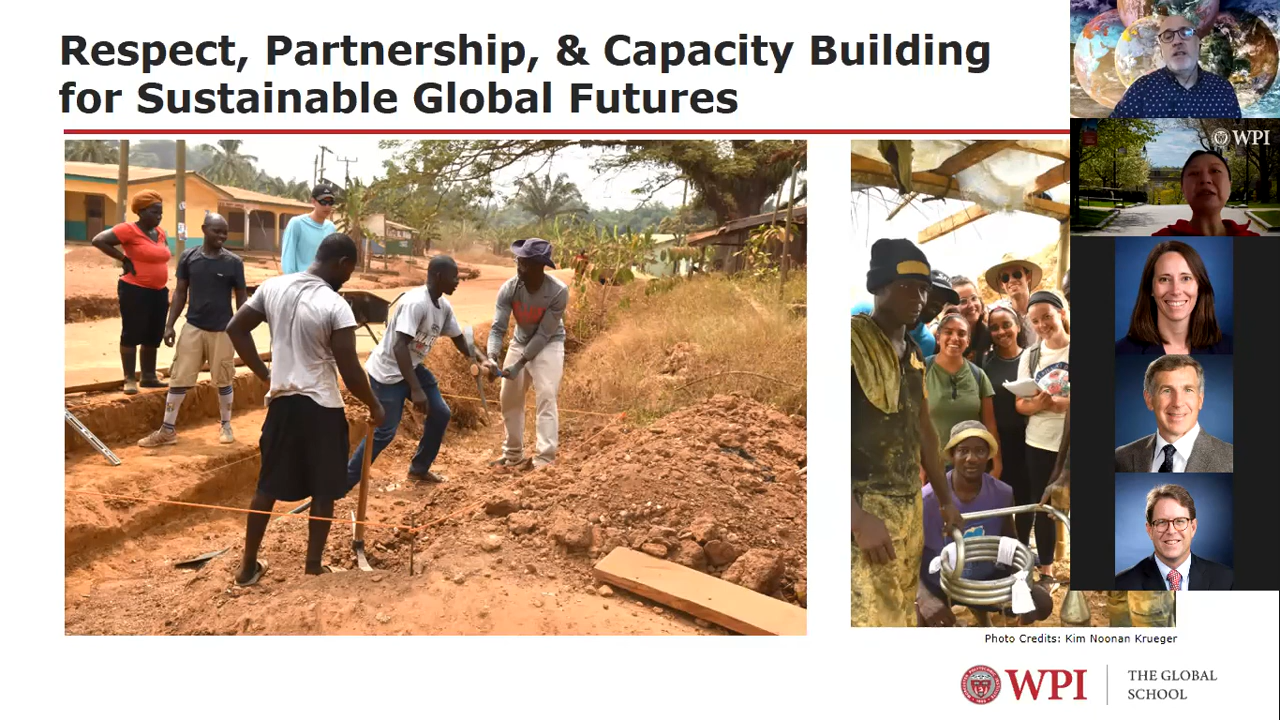 Respect, Partnership, & Capacity Building
for Sustainable Global Futures
WPI
Photo Credits: Kim Noonan Krueger
WPI
THE GLOBAL
SCHOOL